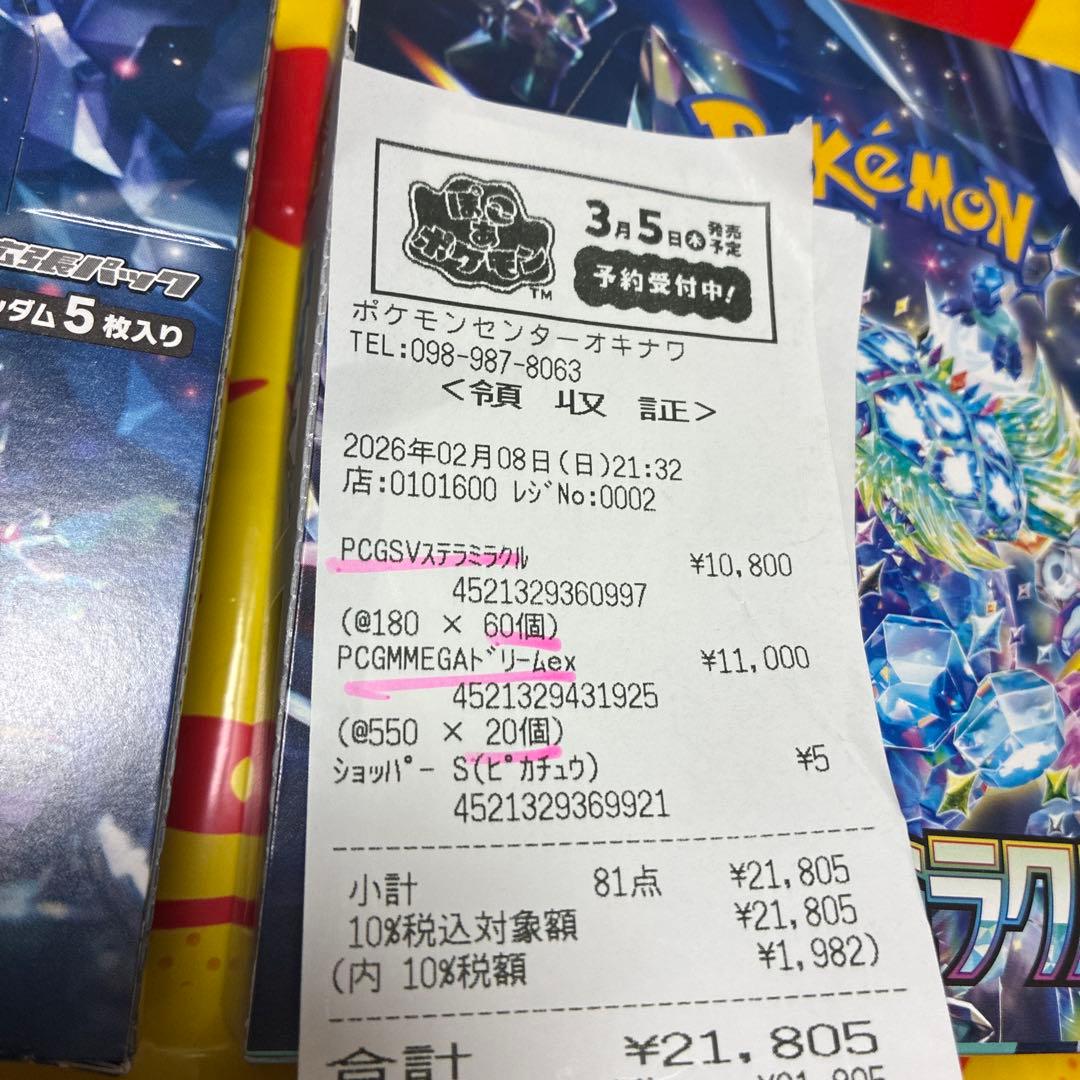 拡張パック
ダム5枚入り
Pokémon
ぽこ あ ポケモン
TM
3月5日(木)発売予定
予約受付中!
ポケモンセンターオキナワ
TEL:098-987-8063
<領 収 証>
2026年02月08日(日)21:32
店:0101600 レジNo:0002
PCGSVステラミラクル ¥10,800
4521329360997
(@180 × 60個)
PCGMMEGAドリームex ¥11,000
4521329431925
(@550 × 20個)
ショッパー S(ピカチュウ) ¥5
4521329369921
小計 81点 ¥21,805
10%税込対象額 ¥21,805
(内 10%税額 ¥1,982)
合計 ¥21,805
ラク